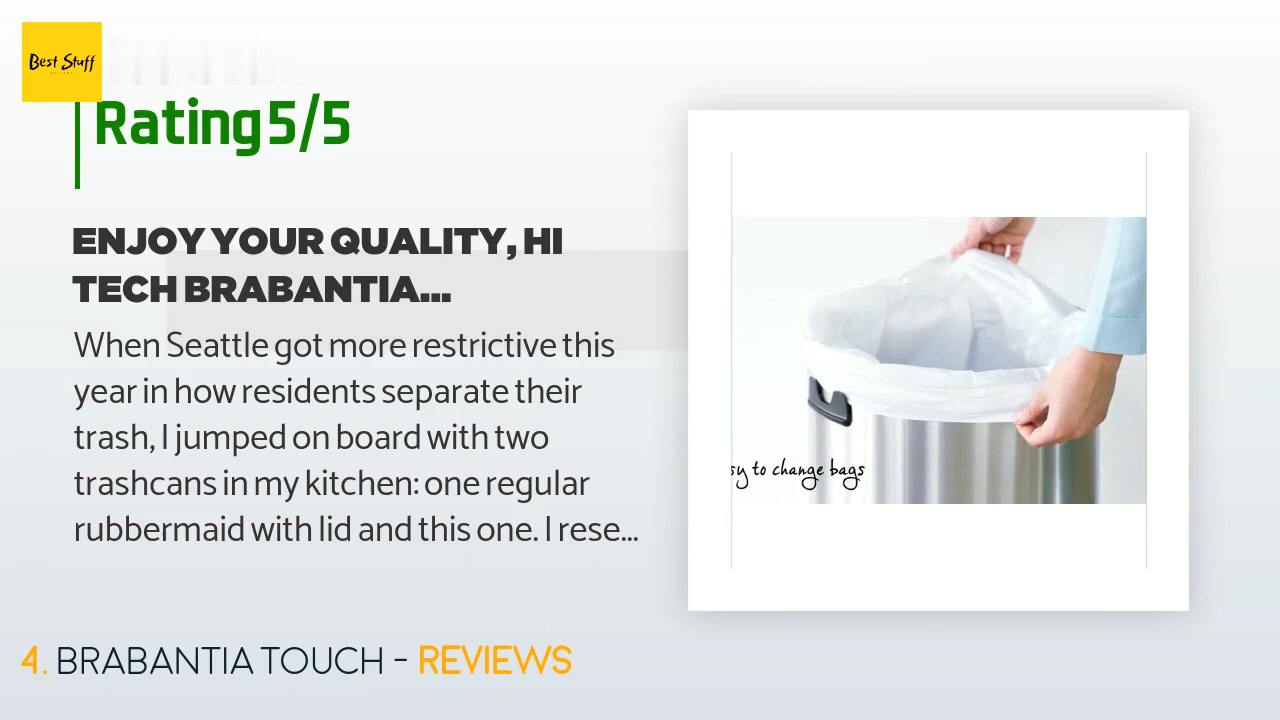 Best Stuff
Rating 5/5
ENJOY YOUR QUALITY, HI
TECH BRABANTIA...
When Seattle got more restrictive this
year in how residents separate their
trash, I jumped on board with two
trashcans in my kitchen: one regular
rubbermaid with lid and this one. I rese...
sy to change bags
4. BRABANTIA TOUCH - REVIEWS